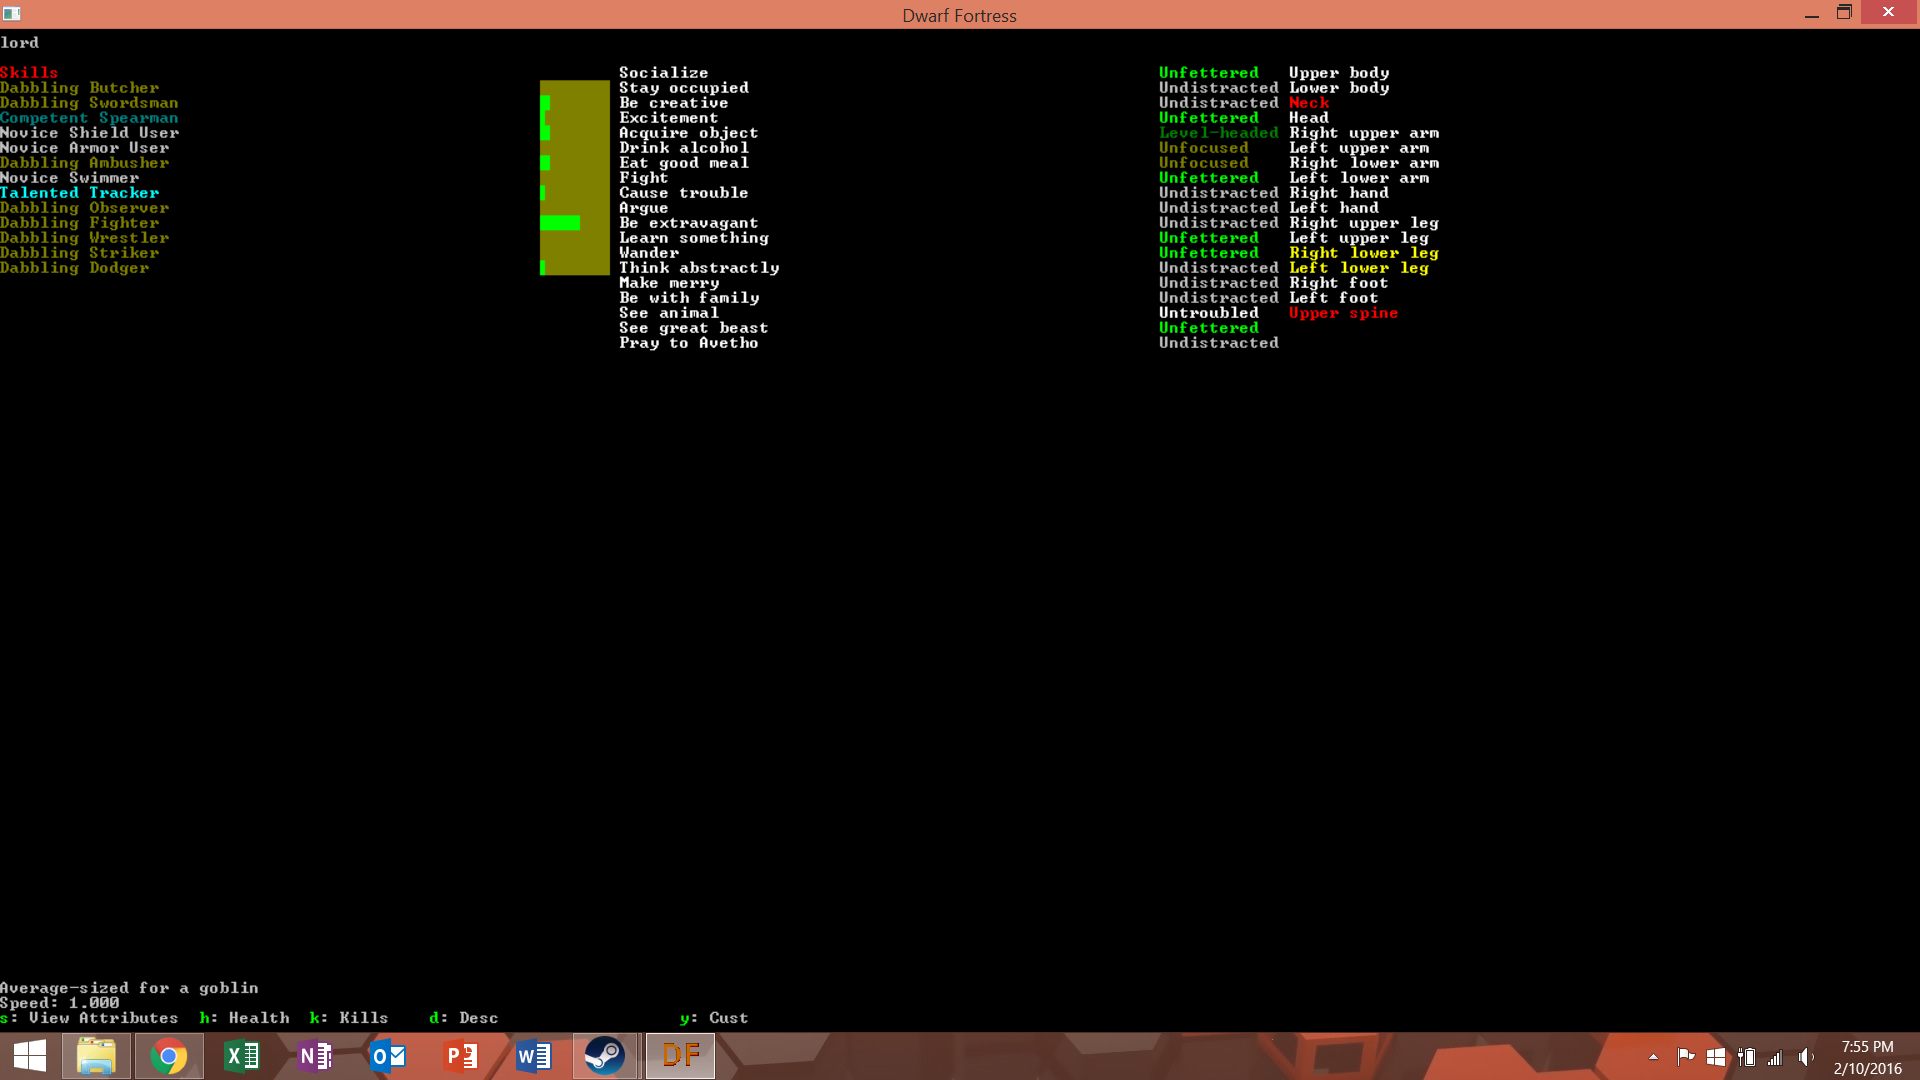 Dwarf Fortress
lord
Skills
Dabbling Butcher
Dabbling Swordsman
Competent Spearman
Novice Shield User
Novice Armor User
Dabbling Ambusher
Novice Swimmer
Talented Tracker
Dabbling Observer
Dabbling Fighter
Dabbling Wrestler
Dabbling Striker
Dabbling Dodger
Socialize
Stay occupied
Be creative
Excitement
Acquire object
Drink alcohol
Eat good meal
Fight
Cause trouble
Argue
Be extravagant
Learn something
Wander
Think abstractly
Make merry
Be with family
See animal
See great beast
Pray to Avetho
Unfettered Upper body
Undistracted Lower body
Undistracted Neck
Unfettered Head
Level-headed Right upper arm
Unfocused Left upper arm
Unfocused Right lower arm
Unfettered Left lower arm
Undistracted Right hand
Undistracted Left hand
Undistracted Right upper leg
Unfettered Left upper leg
Unfettered Right lower leg
Undistracted Left lower leg
Undistracted Right foot
Undistracted Left foot
Untroubled Upper spine
Unfettered
Undistracted
Average-sized for a goblin
Speed: 1.000
s: View Attributes h: Health k: Kills d: Desc y: Cust
DF
7:55 PM
2/10/2016